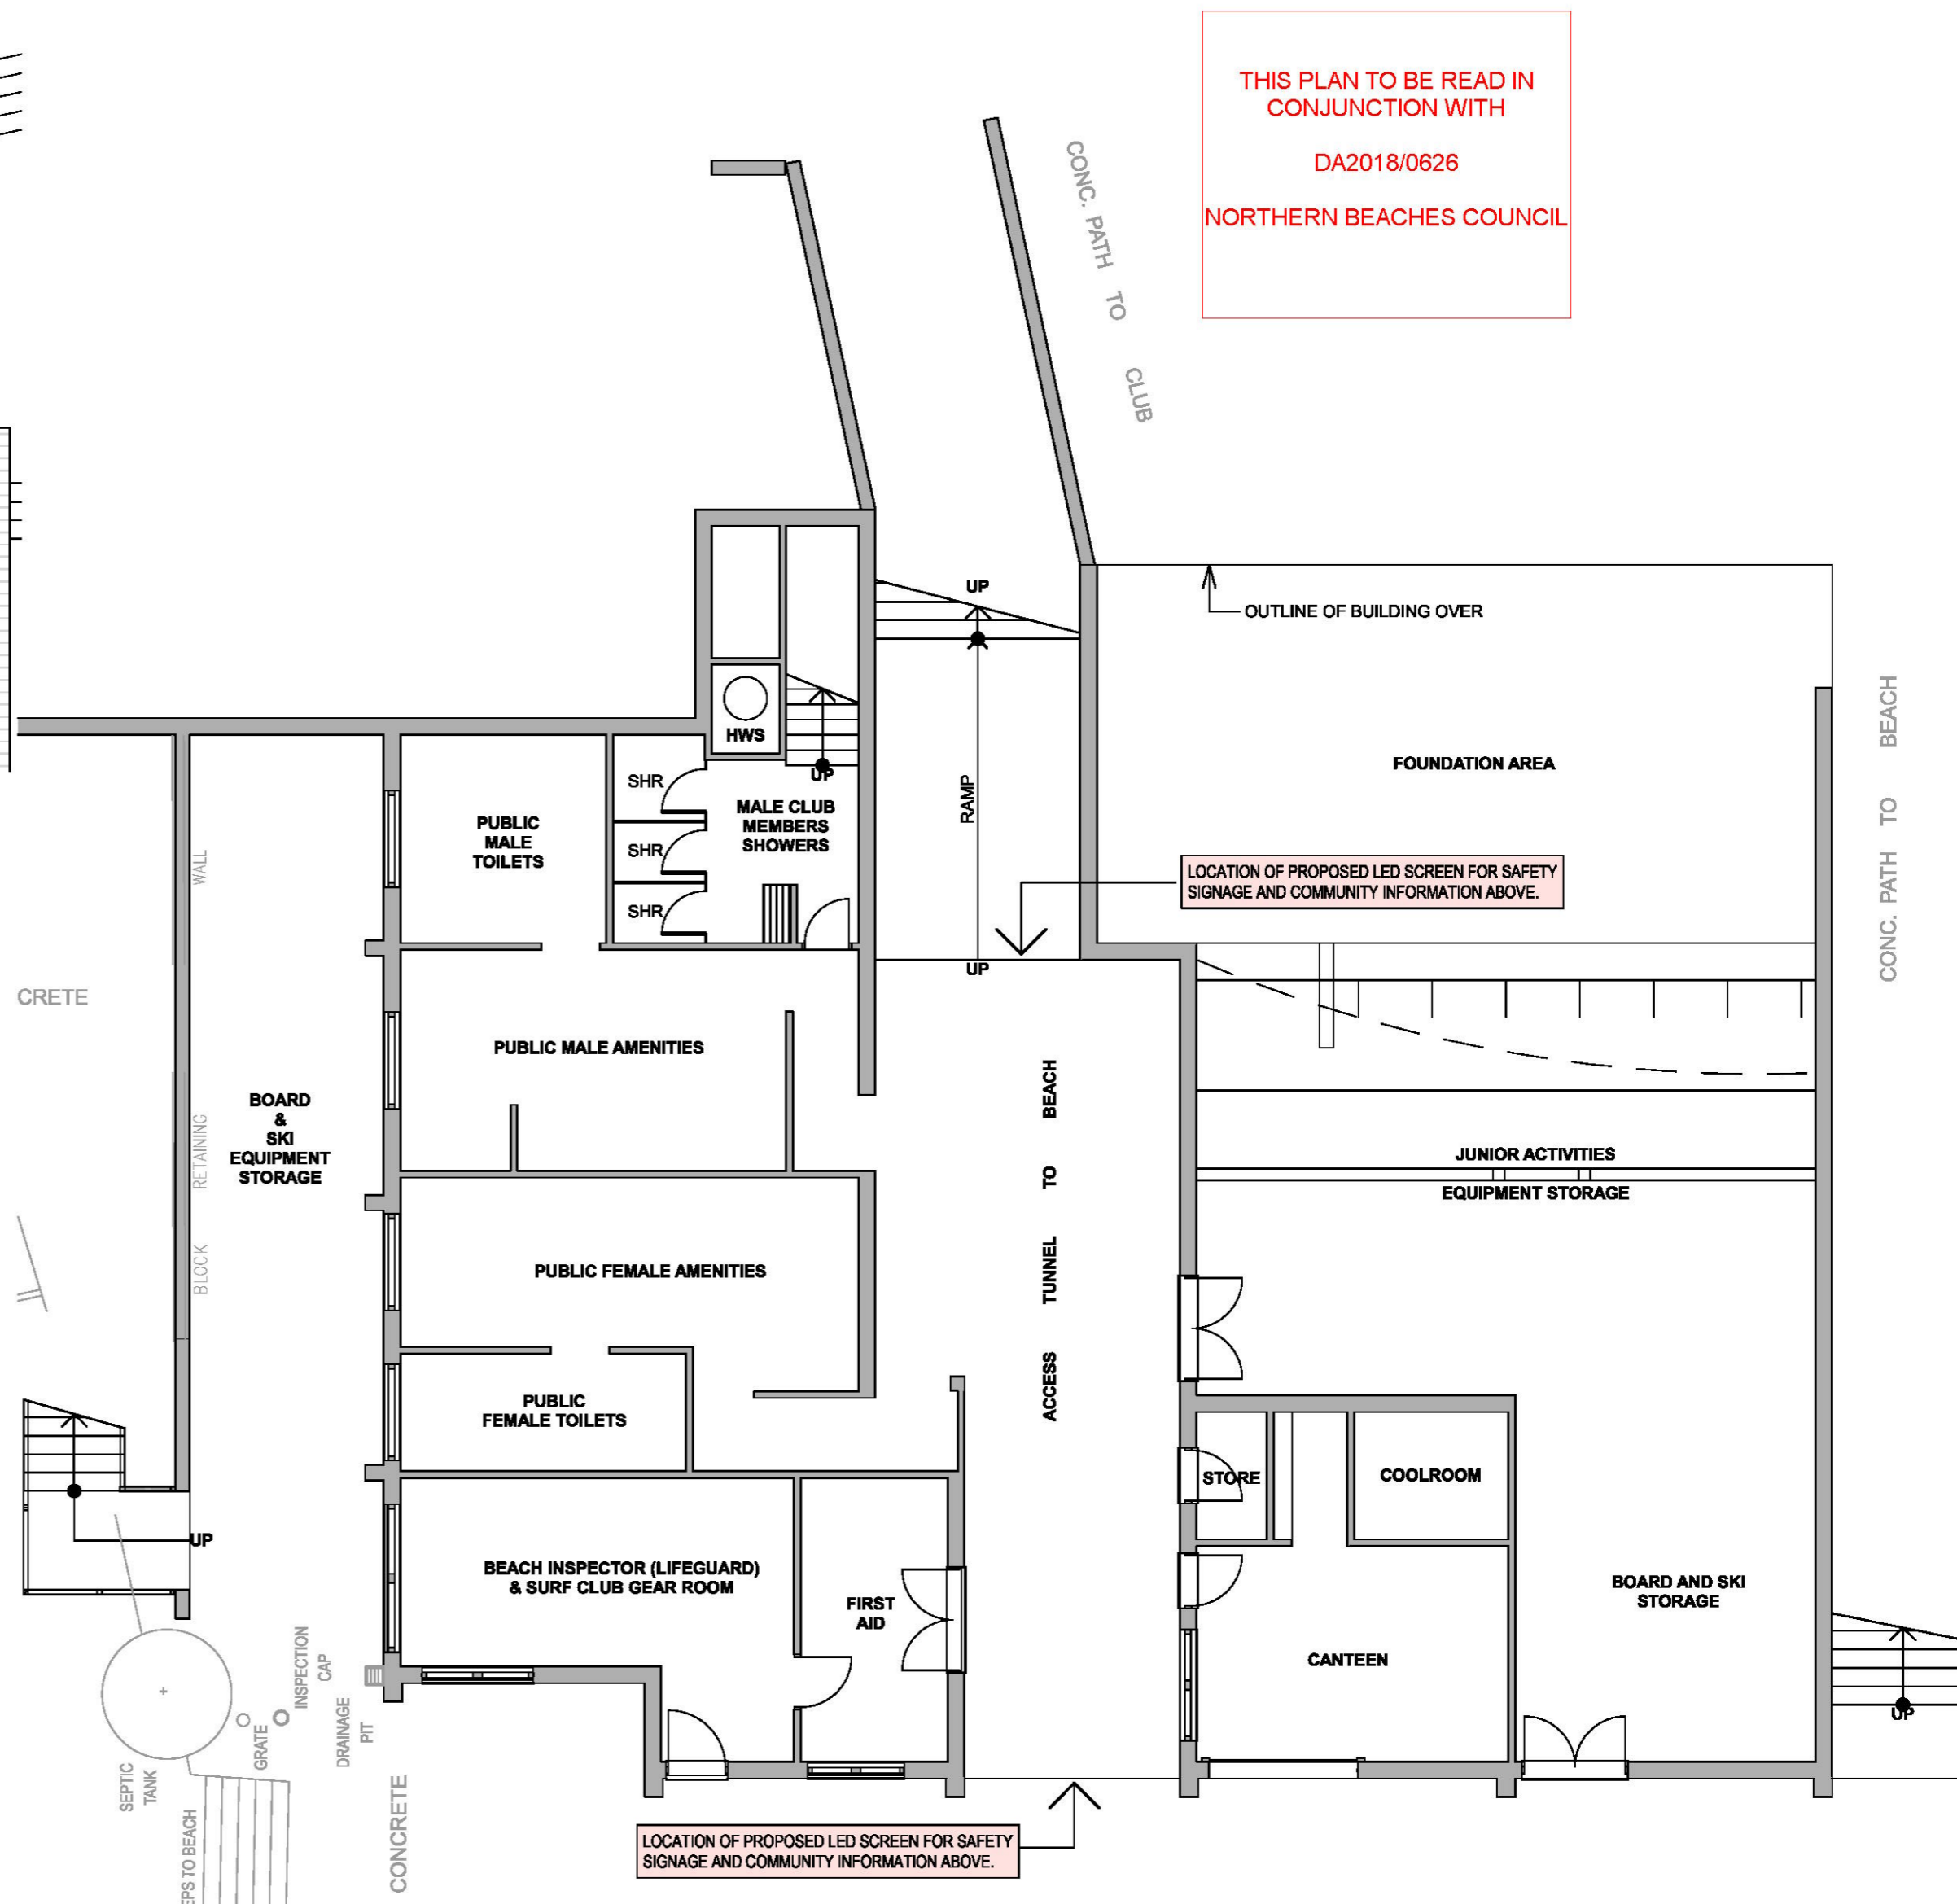 THIS PLAN TO BE READ IN
CONJUNCTION WITH
DA2018/0626
NORTHERN BEACHES COUNCIL
CONC. PATH TO CLUB
UP
OUTLINE OF BUILDING OVER
RAMP
FOUNDATION AREA
CONC. PATH TO BEACH
HWS
UP
SHR
SHR
SHR
MALE CLUB
MEMBERS
SHOWERS
PUBLIC
MALE
TOILETS
WALL
RETAINING
BLOCK
LOCATION OF PROPOSED LED SCREEN FOR SAFETY
SIGNAGE AND COMMUNITY INFORMATION ABOVE.
UP
CRETE
PUBLIC MALE AMENITIES
BOARD
&
SKI
EQUIPMENT
STORAGE
ACCESS TUNNEL TO BEACH
JUNIOR ACTIVITIES
EQUIPMENT STORAGE
PUBLIC FEMALE AMENITIES
PUBLIC
FEMALE TOILETS
STORE
COOLROOM
UP
BEACH INSPECTOR (LIFEGUARD)
& SURF CLUB GEAR ROOM
FIRST
AID
CANTEEN
BOARD AND SKI
STORAGE
UP
INSPECTION
CAP
GRATE
DRAINAGE
PIT
SEPTIC
TANK
CONCRETE
EPS TO BEACH
LOCATION OF PROPOSED LED SCREEN FOR SAFETY
SIGNAGE AND COMMUNITY INFORMATION ABOVE.